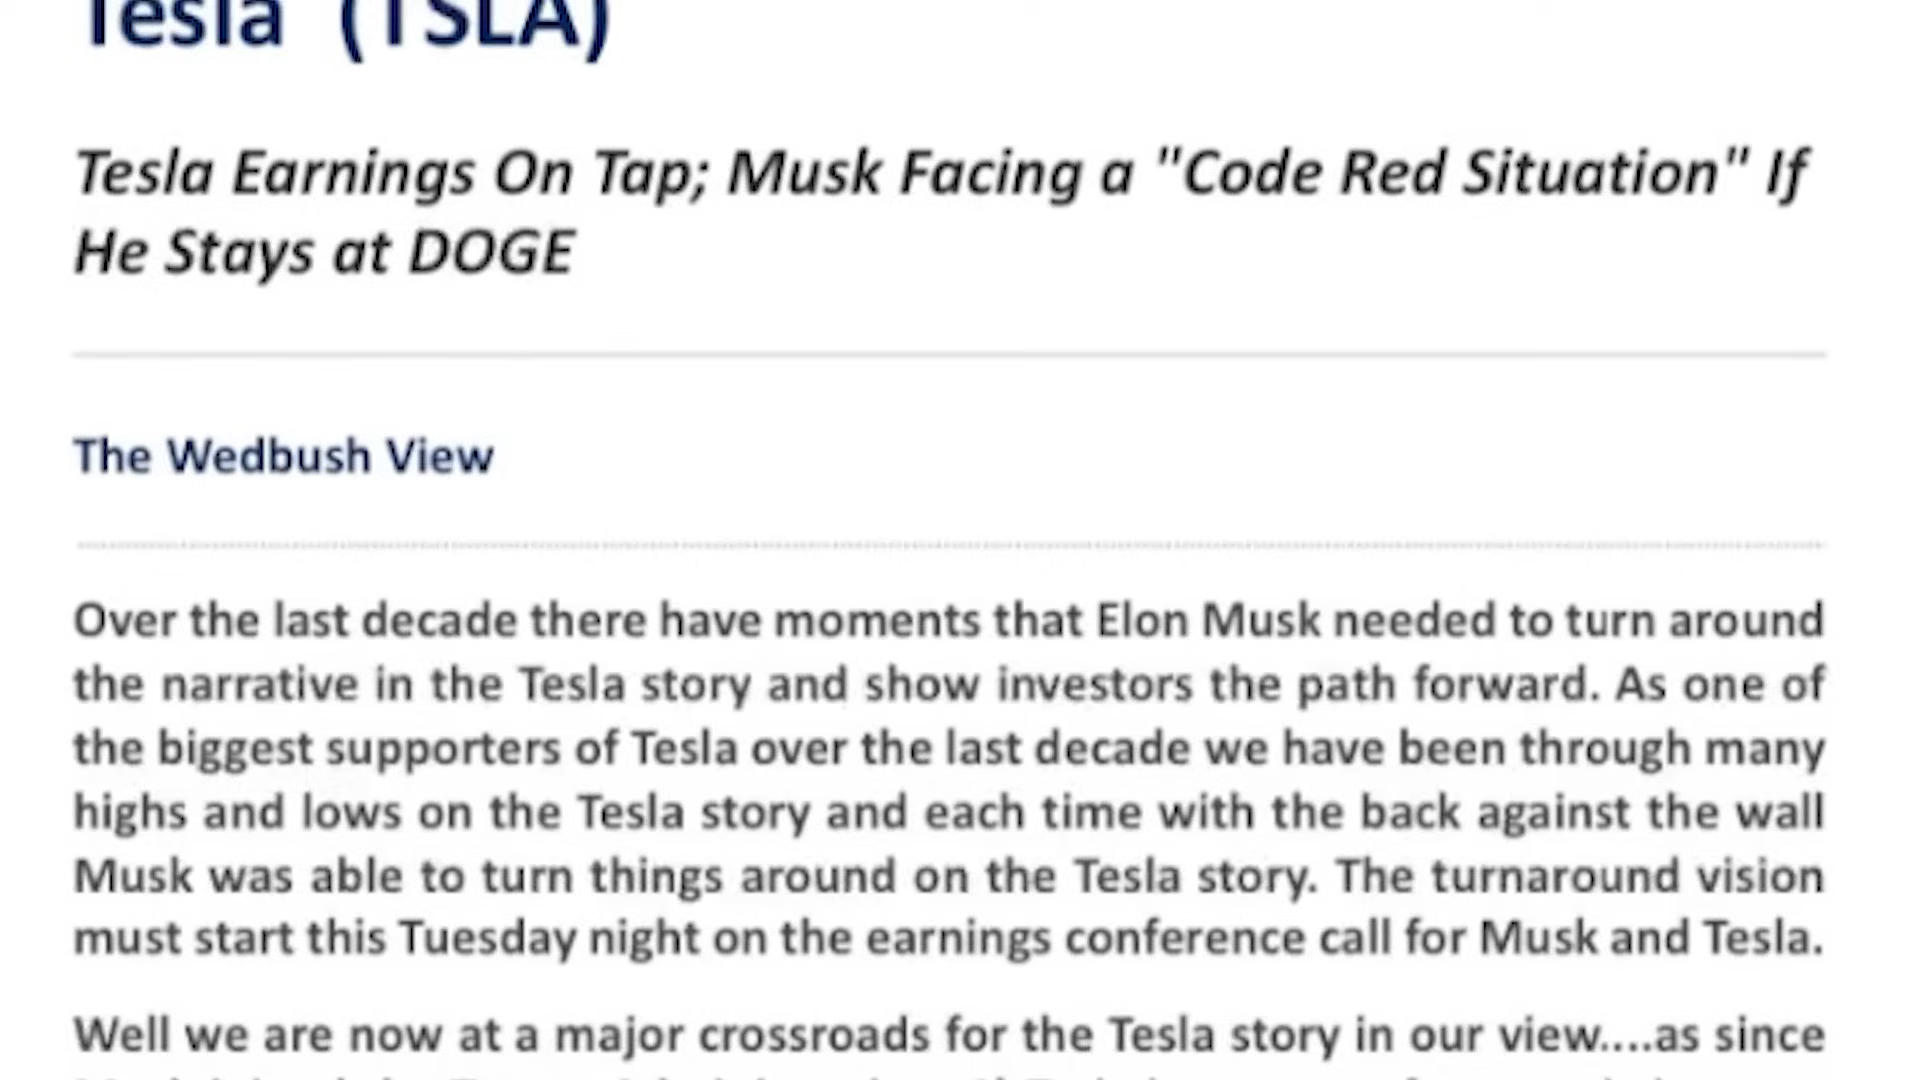 Tesla (TSLA)
Tesla Earnings On Tap; Musk Facing a "Code Red Situation" If
He Stays at DOGE
The Wedbush View
Over the last decade there have moments that Elon Musk needed to turn around
the narrative in the Tesla story and show investors the path forward. As one of
the biggest supporters of Tesla over the last decade we have been through many
highs and lows on the Tesla story and each time with the back against the wall
Musk was able to turn things around on the Tesla story. The turnaround vision
must start this Tuesday night on the earnings conference call for Musk and Tesla.
Well we are now at a major crossroads for the Tesla story in our view....as since